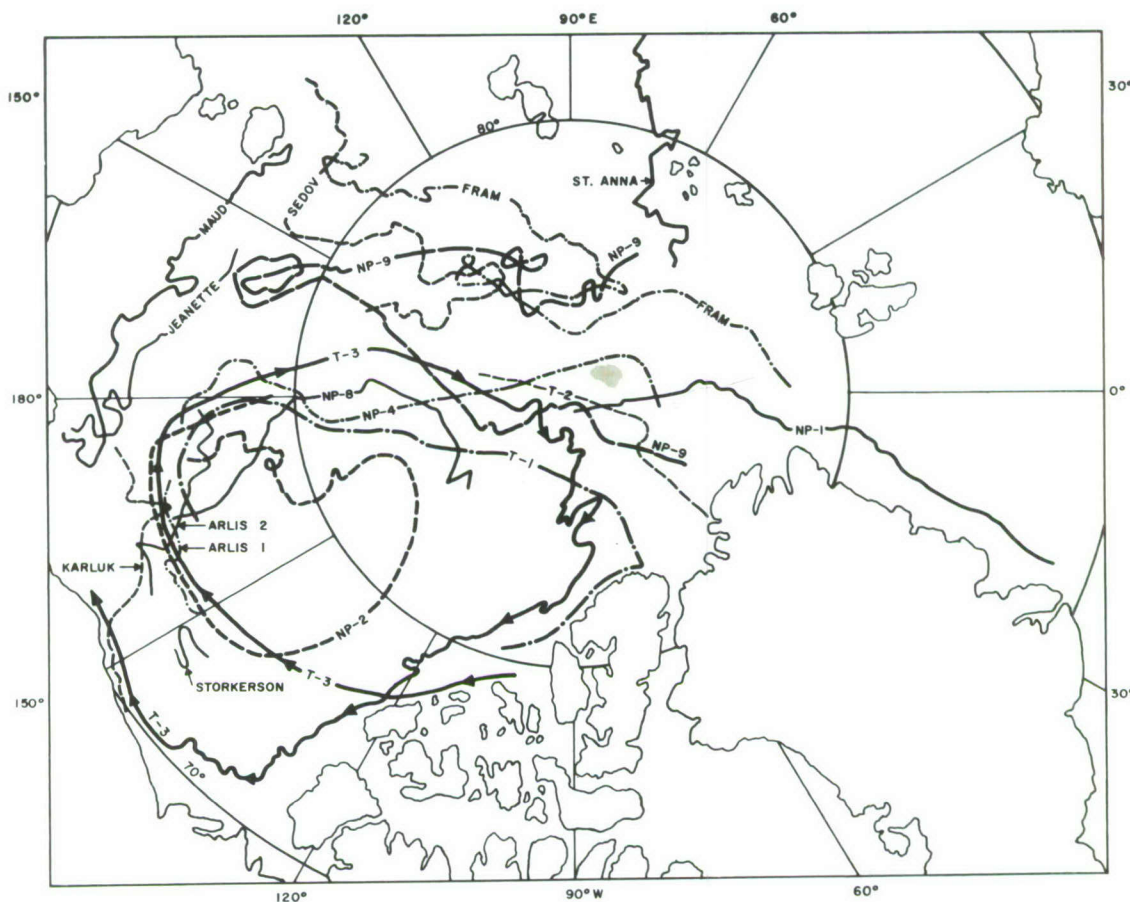 120°
90°E
60°
150°
30°
80°
ST. ANNA
FRAM
SEDOV
MAUD
NP-9
NP-9
JEANETTE
FRAM
T-3
T-2
180°
NP-8
NP-4
0°
NP-1
NP-9
T-1
ARLIS 2
ARLIS 1
KARLUK
NP-2
T-3
STORKERSON
150°
30°
T-3
70°
120°
90°W
60°